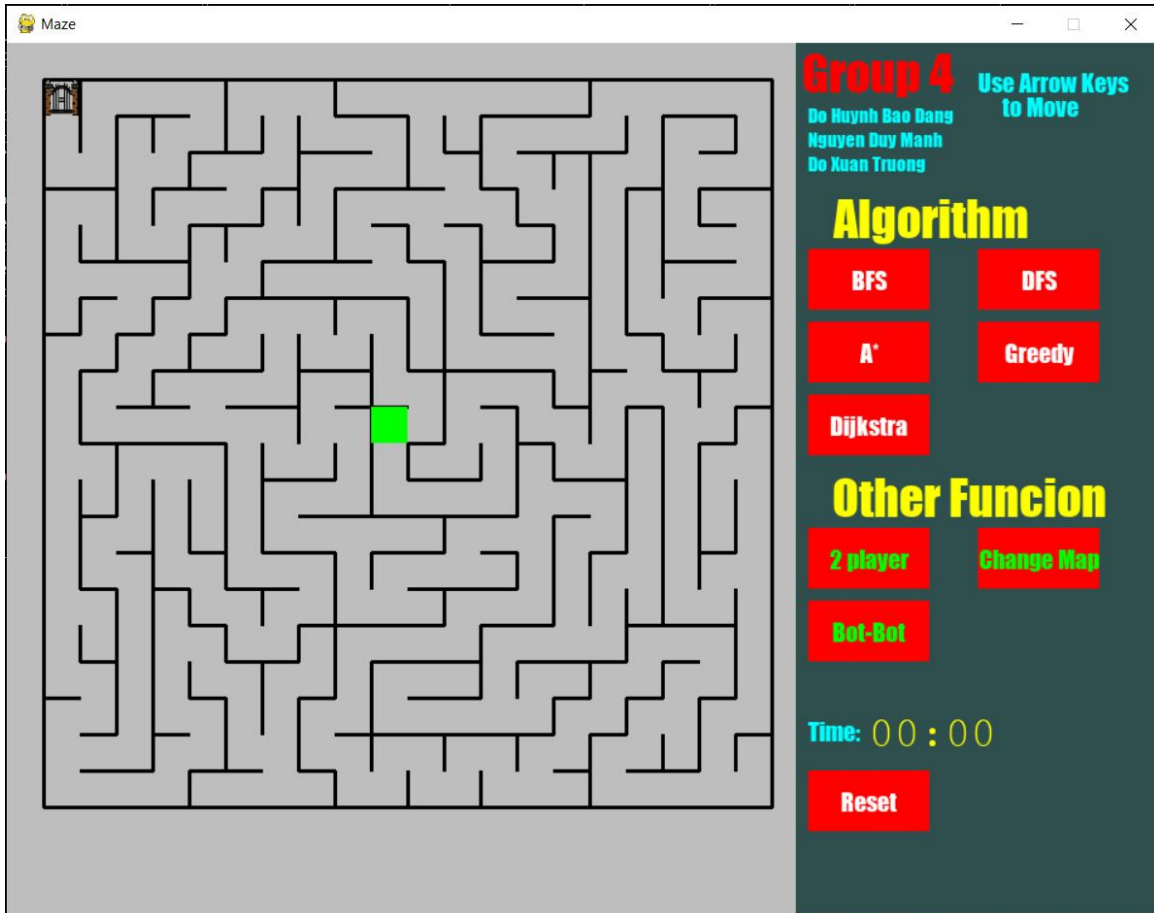 Maze
Group 4
Use Arrow Keys
to Move
Do Huynh Bao Dang
Nguyen Duy Manh
Do Xuan Truong
Algorithm
BFS
DFS
A*
Greedy
Dijkstra
Other Funcion
2 player
Change Map
Bot-Bot
Time: 00:00
Reset